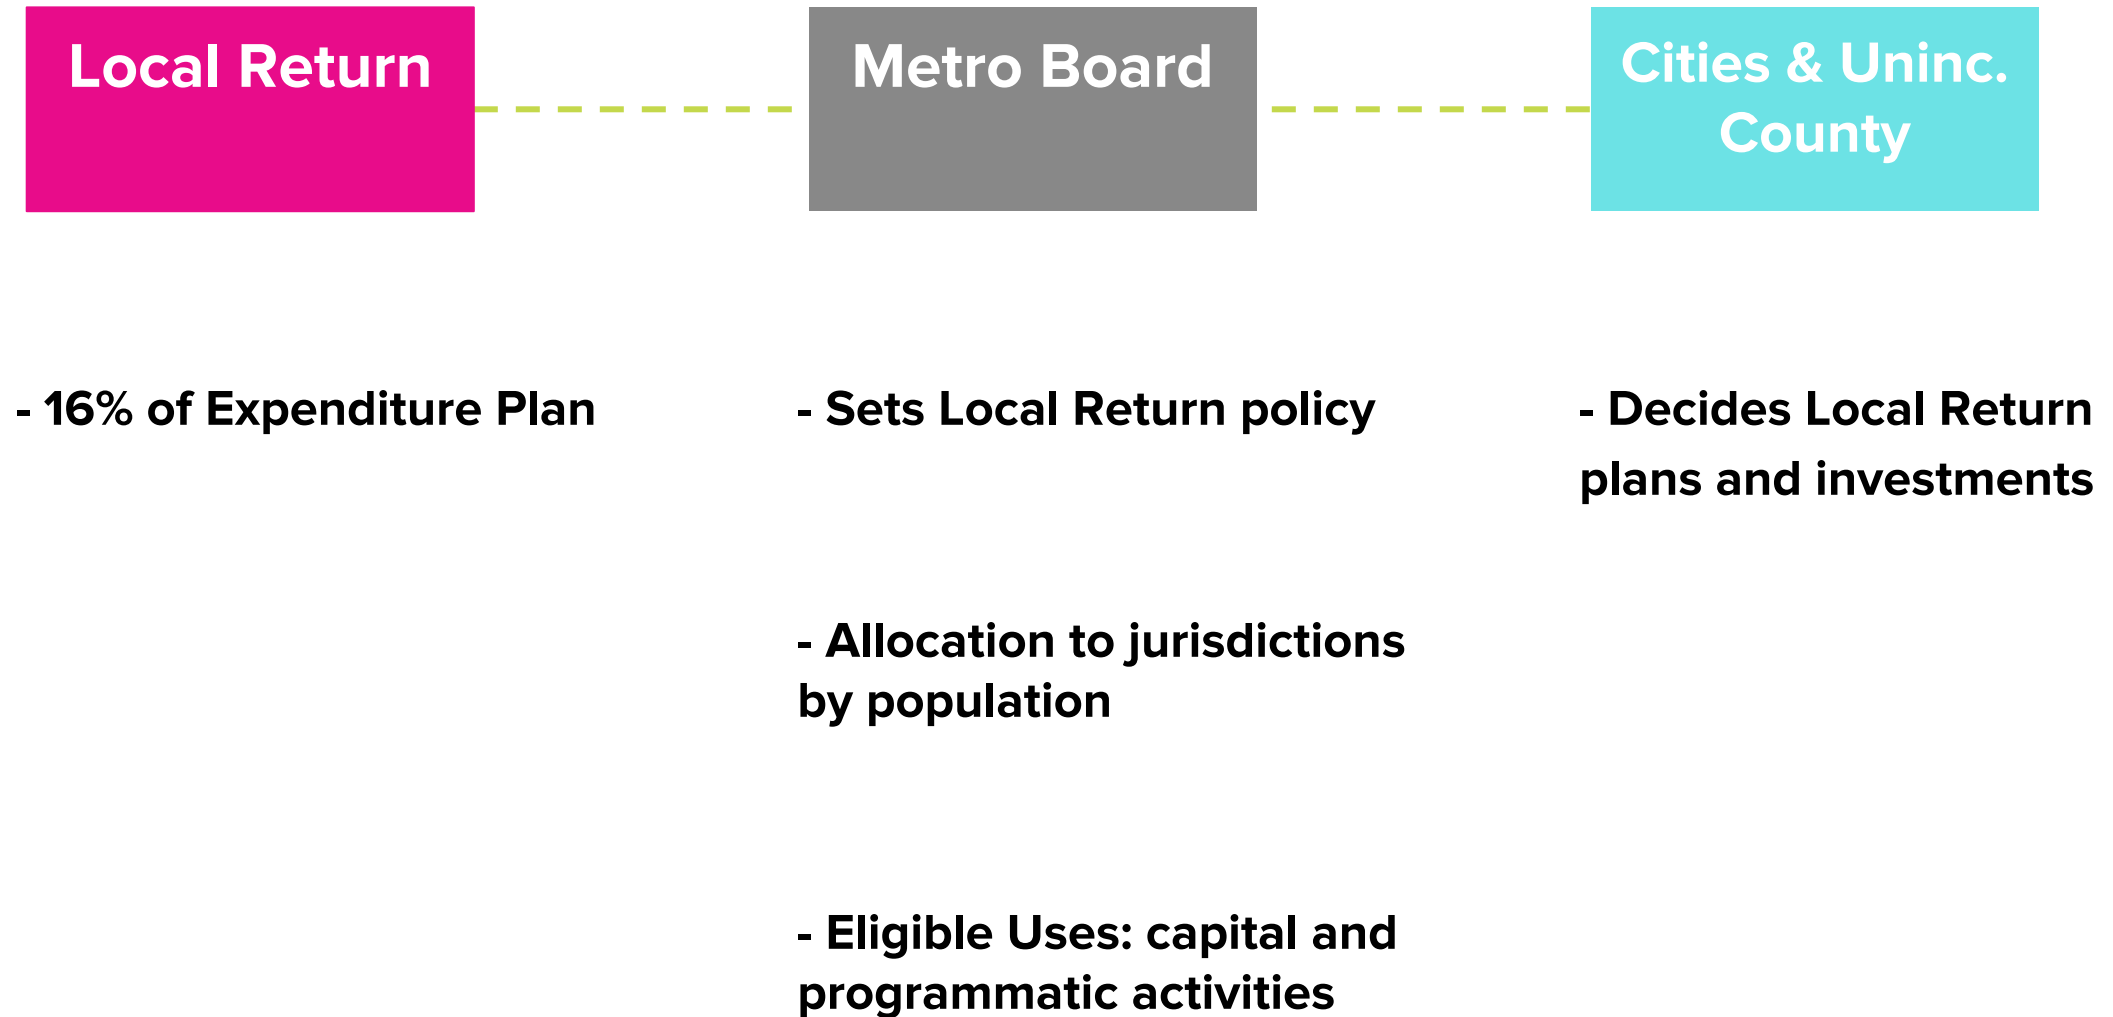 Local Return
Metro Board
Cities & Uninc.
County
- 16% of Expenditure Plan
- Sets Local Return policy
- Allocation to jurisdictions
by population
- Eligible Uses: capital and
programmatic activities
- Decides Local Return
plans and investments